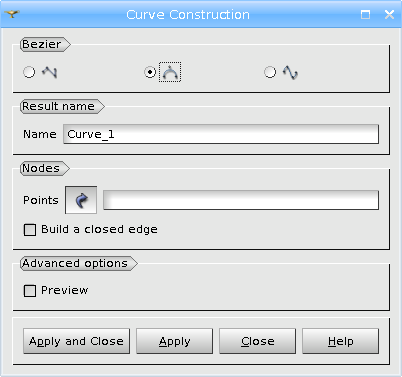 Curve Construction
Bezier
Result name
Name Curve_1
Nodes
Points
Build a closed edge
Advanced options
Preview
Apply and Close Apply Close Help